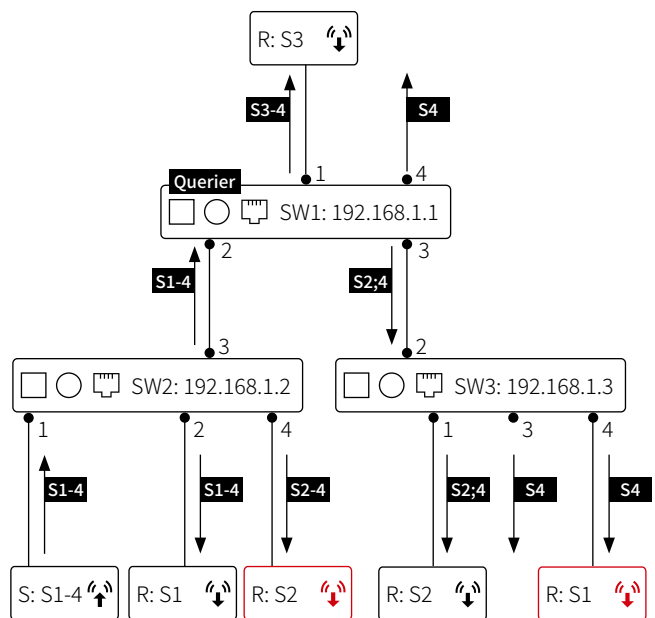 R: S3
S3-4
S4
Querier
1
4
SW1: 192.168.1.1
2
3
S1-4
S2;4
3
2
SW2: 192.168.1.2
SW3: 192.168.1.3
1
2
4
1
3
4
S1-4
S1-4
S2-4
S2;4
S4
S4
S: S1-4
R: S1
R: S2
R: S2
R: S1